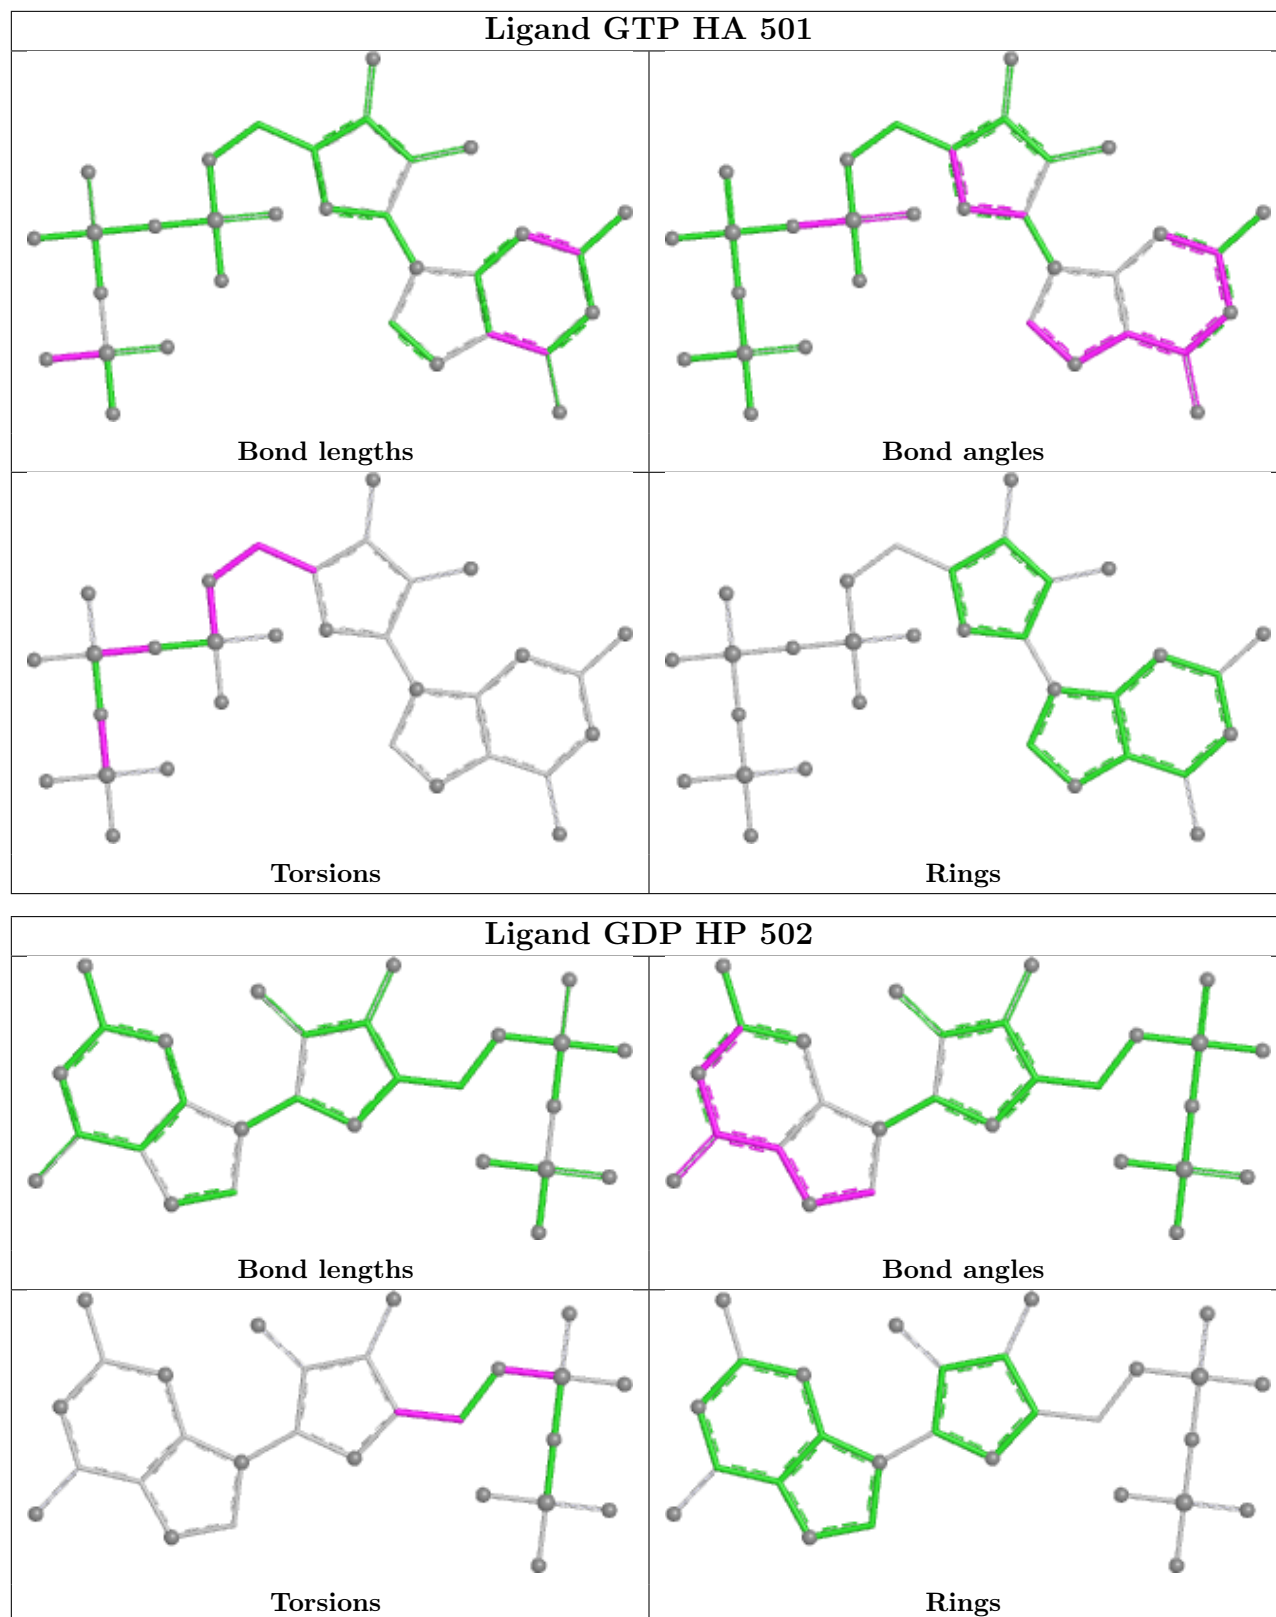 Ligand GTP HA 501
Bond lengths
Bond angles
Torsions
Rings
Ligand GDP HP 502
Bond lengths
Bond angles
Torsions
Rings